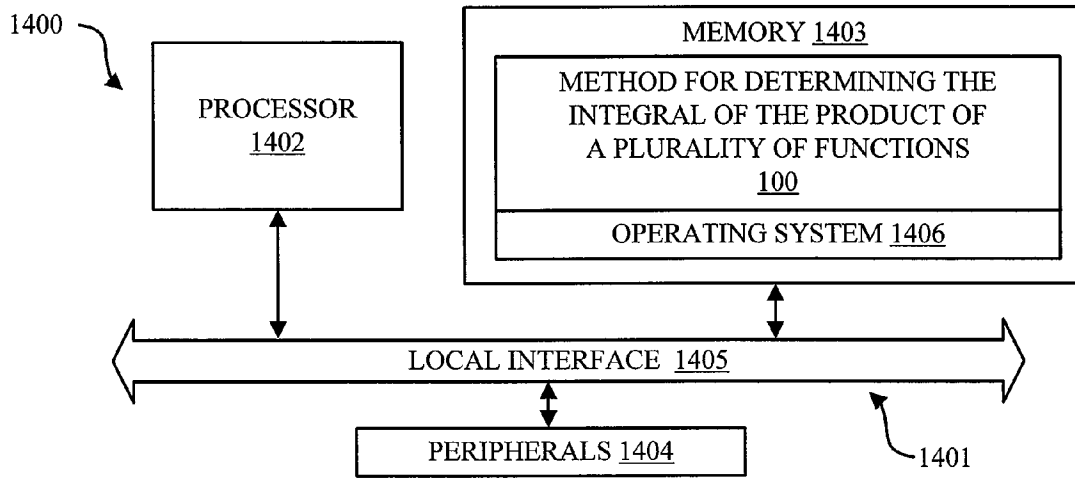 1400
PROCESSOR
1402
MEMORY 1403
METHOD FOR DETERMINING THE
INTEGRAL OF THE PRODUCT OF
A PLURALITY OF FUNCTIONS
100
OPERATING SYSTEM 1406
LOCAL INTERFACE 1405
PERIPHERALS 1404
1401